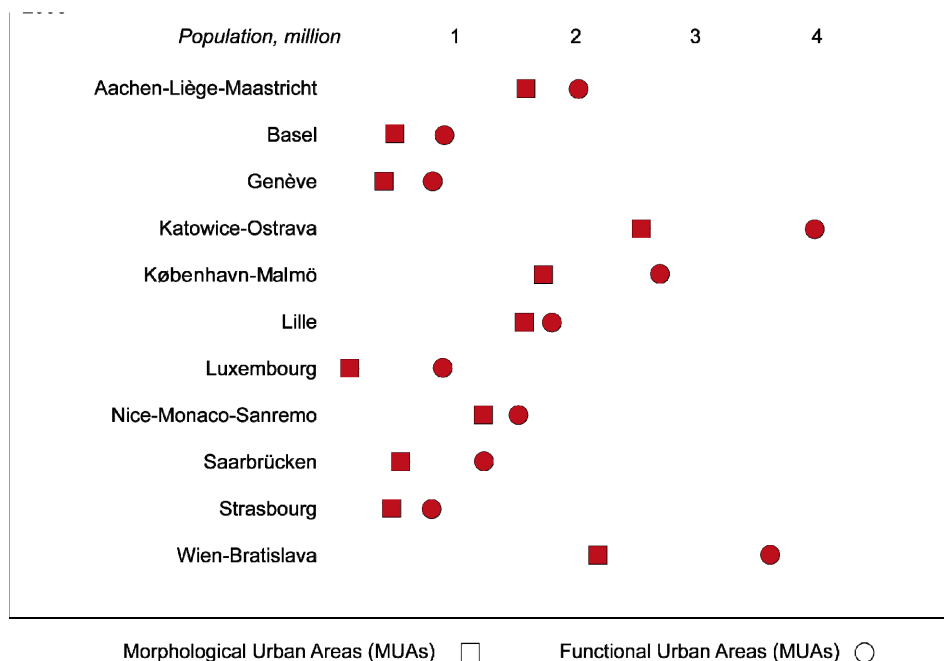 Population, million 1 2 3 4
Aachen-Liège-Maastricht
Basel
Genève
Katowice-Ostrava
København-Malmö
Lille
Luxembourg
Nice-Monaco-Sanremo
Saarbrücken
Strasbourg
Wien-Bratislava
Morphological Urban Areas (MUAs) Functional Urban Areas (MUAs)